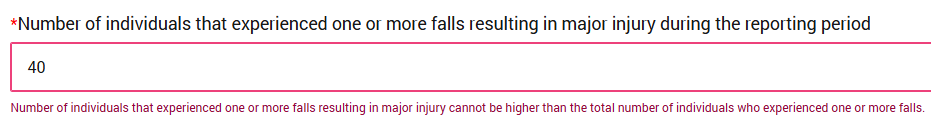 *Number of individuals that experienced one or more falls resulting in major injury during the reporting period
40
Number of individuals that experienced one or more falls resulting in major injury cannot be higher than the total number of individuals who experienced one or more falls.